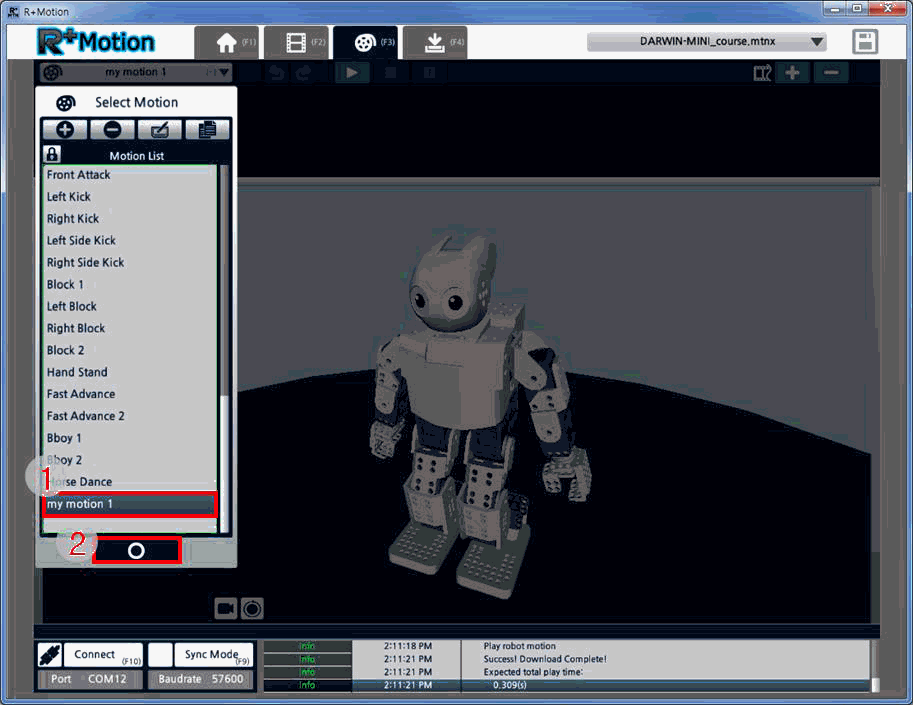 R+Motion
R+Motion
(F1)
(F2)
(F3)
(F4)
DARWIN-MINI_course.mtnx
my motion 1
Select Motion
Motion List
Front Attack
Left Kick
Right Kick
Left Side Kick
Right Side Kick
Block 1
Left Block
Right Block
Block 2
Hand Stand
Fast Advance
Fast Advance 2
Bboy 1
Bboy 2
1
Horse Dance
my motion 1
2
Connect (F10)
Sync Mode (F9)
Port COM12
Baudrate 57600
Info 2:11:18 PM Play robot motion
Info 2:11:21 PM Success! Download Complete!
Info 2:11:21 PM Expected total play time:
Info 2:11:21 PM 0.309(s)